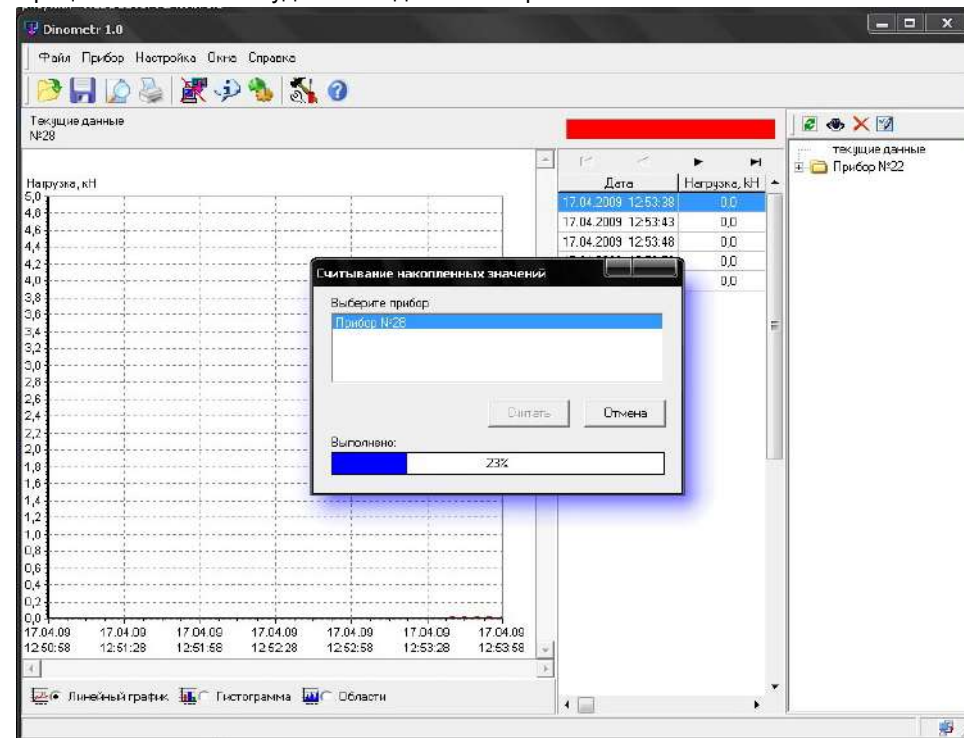 Dinometr 1.0
Файл Прибор Настройка Окна Справка
Текущие данные
№28
Нагрузка, кН
5,0
4,8
4,6
4,4
4,2
4,0
3,8
3,6
3,4
3,2
3,0
2,8
2,6
2,4
2,2
2,0
1,8
1,6
1,4
1,2
1,0
0,8
0,6
0,4
0,2
0,0
17.04.09 17.04.09 17.04.09 17.04.09 17.04.09 17.04.09 17.04.09
12:50:58 12:51:28 12:51:58 12:52:28 12:52:58 12:53:28 12:53:58
Линейный график Гистограмма Области
Дата Нагрузка, kH
17.04.2009 12:53:38 0,0
17.04.2009 12:53:43 0,0
17.04.2009 12:53:48 0,0
0,0
0,0
Считывание накопленных значений
Выберите прибор
Прибор №28
Считать Отмена
Выполнено:
23%
текущие данные
Прибор №22